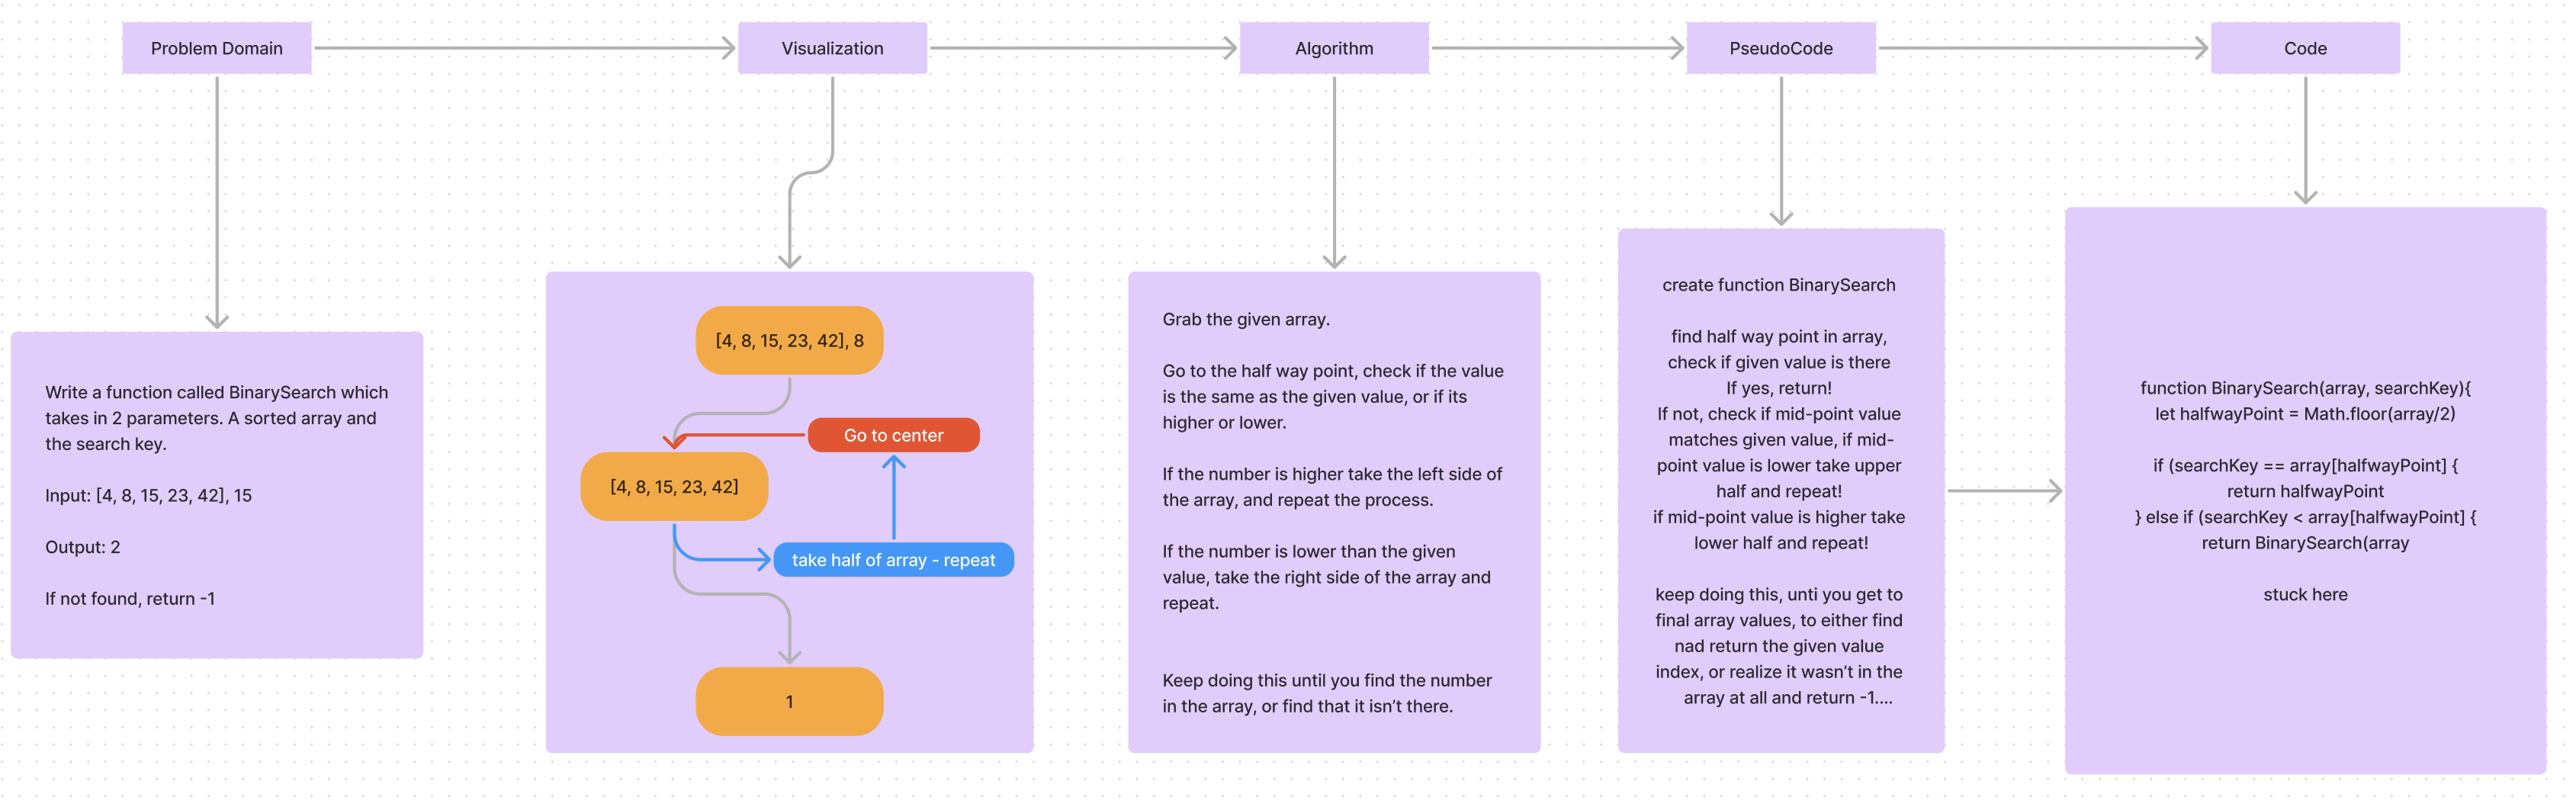 Problem Domain
Visualization
Algorithm
PseudoCode
Code
Write a function called BinarySearch which
takes in 2 parameters. A sorted array and
the search key.
Input: [4, 8, 15, 23, 42], 15
Output: 2
If not found, return -1
[4, 8, 15, 23, 42], 8
Go to center
[4, 8, 15, 23, 42]
take half of array - repeat
1
Grab the given array.
Go to the half way point, check if the value
is the same as the given value, or if its
higher or lower.
If the number is higher take the left side of
the array, and repeat the process.
If the number is lower than the given
value, take the right side of the array and
repeat.
Keep doing this until you find the number
in the array, or find that it isn’t there.
create function BinarySearch
find half way point in array,
check if given value is there
If yes, return!
If not, check if mid-point value
matches given value, if mid-
point value is lower take upper
half and repeat!
if mid-point value is higher take
lower half and repeat!
keep doing this, unti you get to
final array values, to either find
nad return the given value
index, or realize it wasn’t in the
array at all and return -1....
function BinarySearch(array, searchKey){
let halfwayPoint = Math.floor(array/2)
if (searchKey == array[halfwayPoint] {
return halfwayPoint
} else if (searchKey < array[halfwayPoint] {
return BinarySearch(array
stuck here